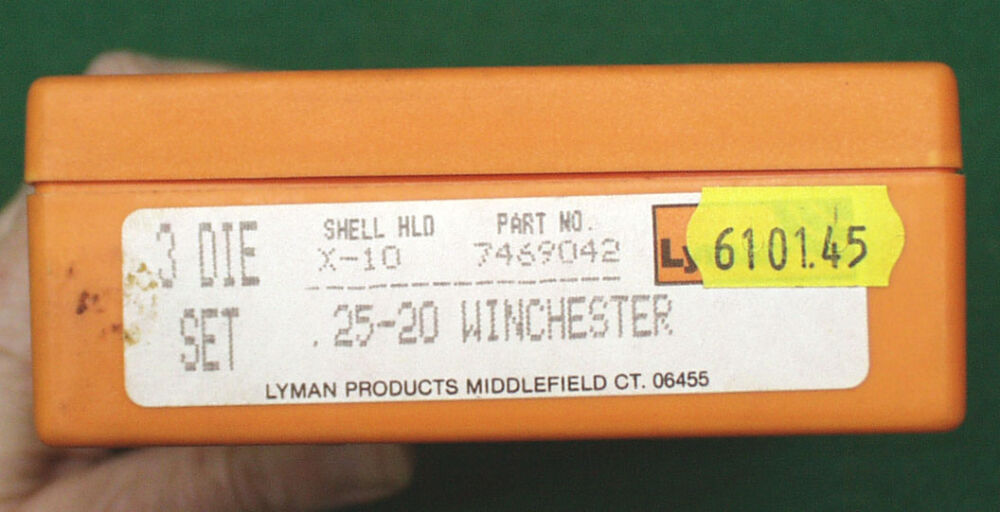 3 DIE SHELL HLD PART NO.
X-10 7469042 Ly 6101.45
SET .25-20 WINCHESTER
LYMAN PRODUCTS MIDDLEFIELD CT. 06455